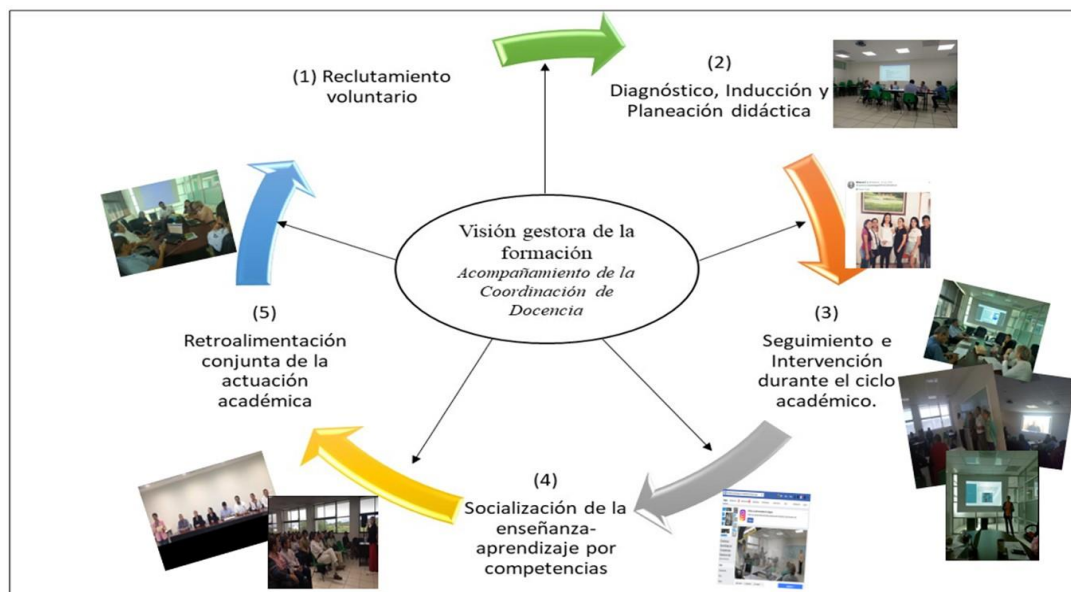 (1) Reclutamiento
voluntario
(2)
Diagnóstico, Inducción y
Planeación didáctica
Visión gestora de la
formación
Acompañamiento de la
Coordinación de
Docencia
(3)
Seguimiento e
Intervención
durante el ciclo
académico.
(4)
Socialización de la
enseñanza-
aprendizaje por
competencias
(5)
Retroalimentación
conjunta de la
actuación
académica